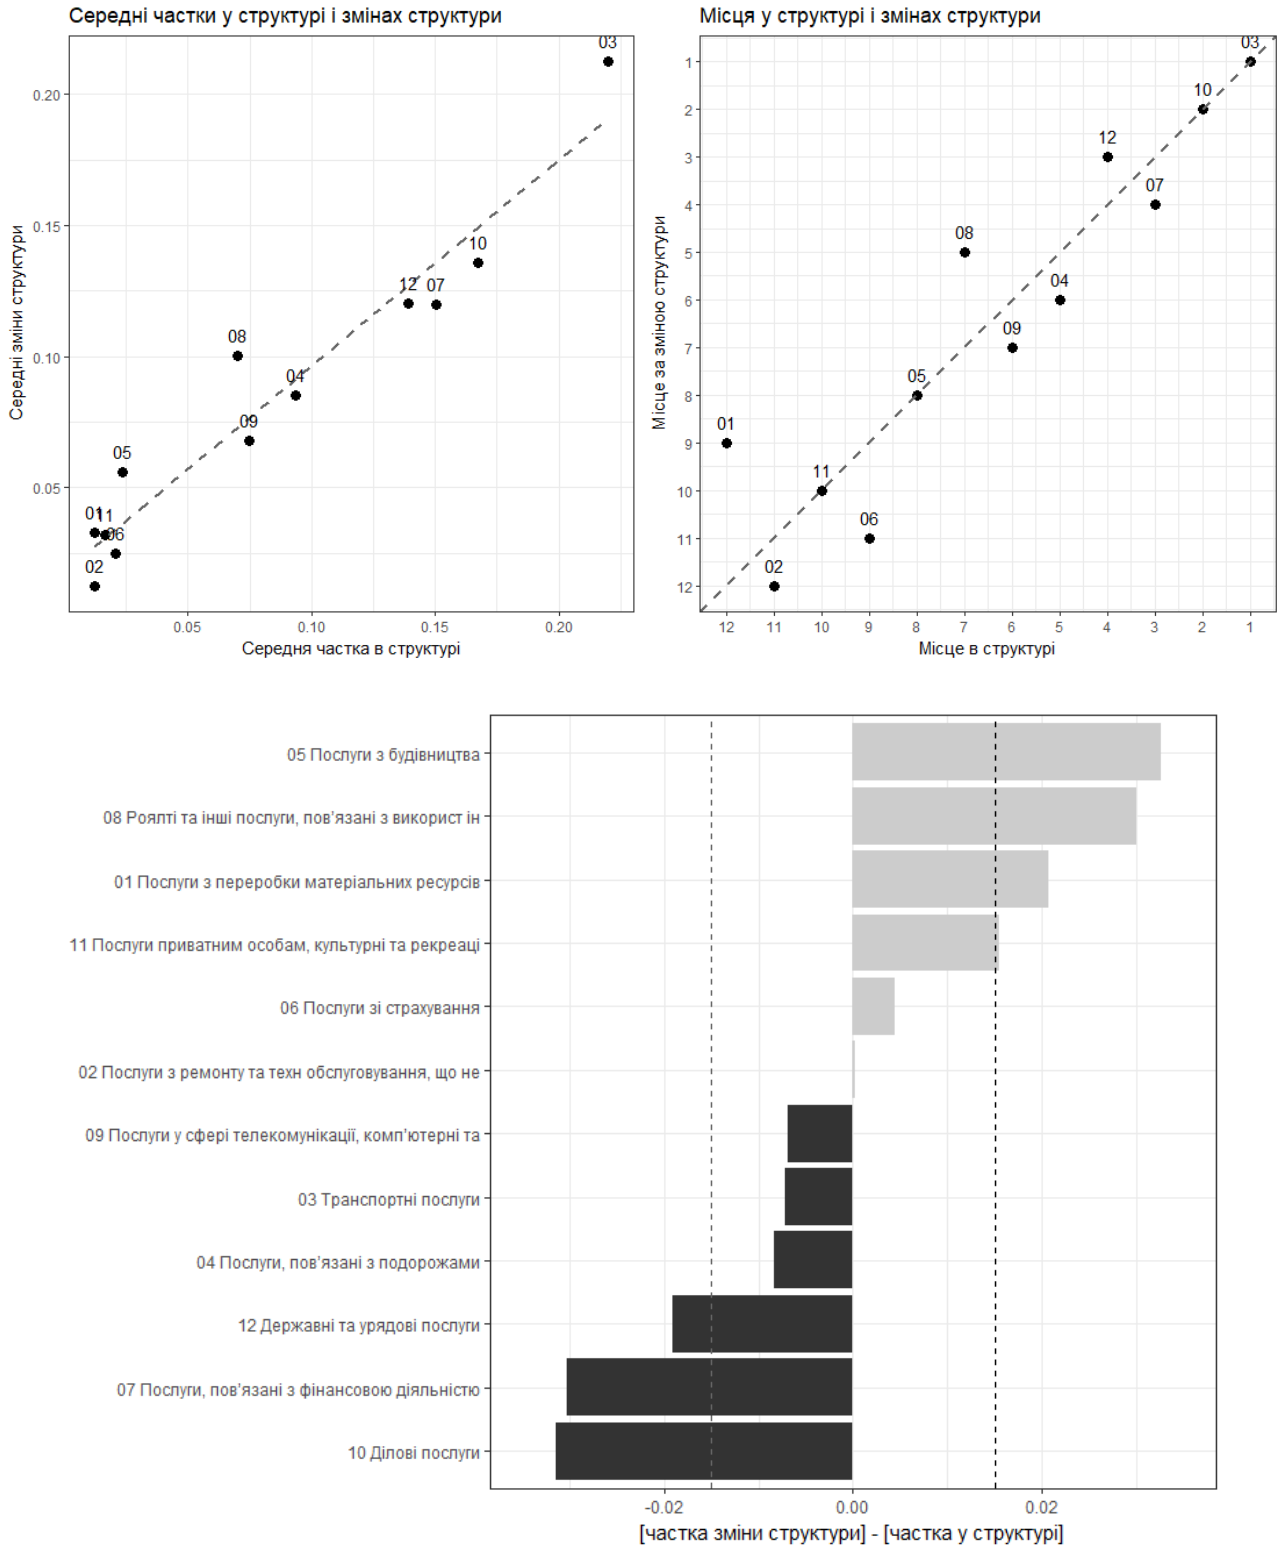 Середні частки у структурі і змінах структури
03
0.20
0.15
10
12 07
08
0.10
04
09
05
0.05
01 11
06
02
0.05 0.10 0.15 0.20
Середня частка в структурі
Середні зміни структури
Місця у структурі і змінах структури
03
1
10
2
12
3
07
4
08
5
04
6
09
7
05
8
01
9
11
10
06
11
02
12
12 11 10 9 8 7 6 5 4 3 2 1
Місце в структурі
Місце за зміною структури
05 Послуги з будівництва
08 Роялті та інші послуги, пов'язані з використ ін
01 Послуги з переробки матеріальних ресурсів
11 Послуги приватним особам, культурні та рекреаці
06 Послуги зі страхування
02 Послуги з ремонту та техн обслуговування, що не
09 Послуги у сфері телекомунікації, комп'ютерні та
03 Транспортні послуги
04 Послуги, пов'язані з подорожами
12 Державні та урядові послуги
07 Послуги, пов'язані з фінансовою діяльністю
10 Ділові послуги
-0.02 0.00 0.02
[частка зміни структури] - [частка у структурі]